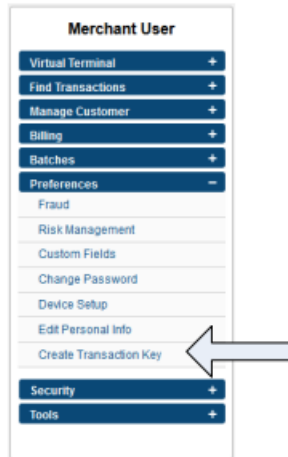 Merchant User
Virtual Terminal +
Find Transactions +
Manage Customer +
Billing +
Batches +
Preferences −
Fraud
Risk Management
Custom Fields
Change Password
Device Setup
Edit Personal Info
Create Transaction Key
Security +
Tools +